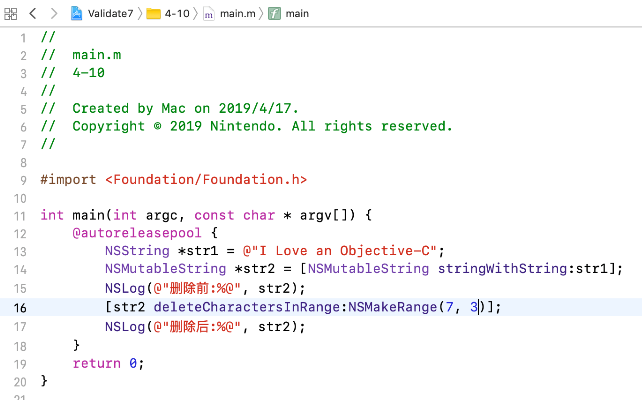 Validate7 〉 4-10 〉 m main.m 〉 f main
1 //
2 //  main.m
3 //  4-10
4 //
5 //  Created by Mac on 2019/4/17.
6 //  Copyright © 2019 Nintendo. All rights reserved.
7 //
8
9 #import <Foundation/Foundation.h>
10
11 int main(int argc, const char * argv[]) {
12     @autoreleasepool {
13         NSString *str1 = @"I Love an Objective-C";
14         NSMutableString *str2 = [NSMutableString stringWithString:str1];
15         NSLog(@"删除前:%@", str2);
16         [str2 deleteCharactersInRange:NSMakeRange(7, 3)];
17         NSLog(@"删除后:%@", str2);
18     }
19     return 0;
20 }
21